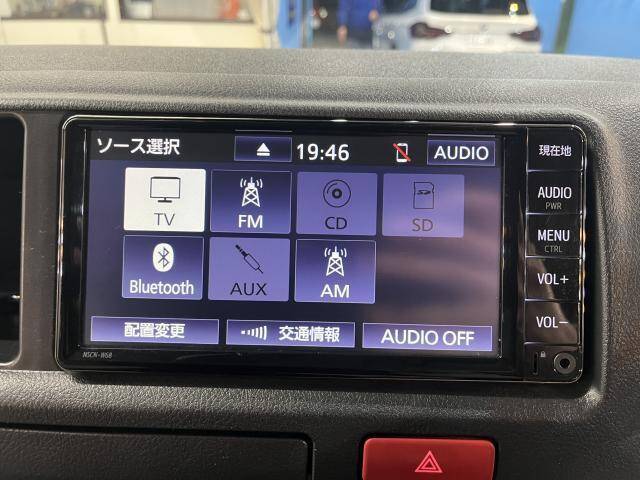 ソース選択
19:46
AUDIO
現在地
TV
FM
CD
SD
AUDIO
PWR
MENU
CTRL
Bluetooth
AUX
AM
VOL+
VOL-
配置変更
交通情報
AUDIO OFF
NSCN-W68